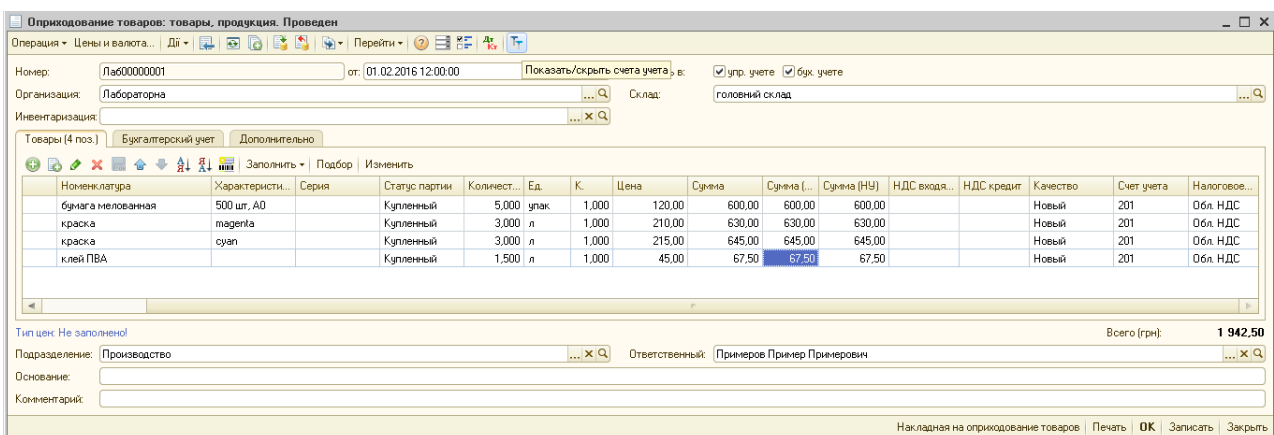 Оприходование товаров: товары, продукция. Проведен
Операция Цены и валюта... Дії Перейти
Номер: Лаб00000001 от: 01.02.2016 12:00:00 Показать/скрыть счета учета ь в: упр. учете бух. учете
Организация: Лабораторна ... Склад: головний склад ...
Инвентаризация: ...
Товары (4 поз.) Бухгалтерский учет Дополнительно
Заполнить Подбор Изменить
Номенклатура Характеристи... Серия Статус партии Количест... Ед. К. Цена Сумма Сумма (... Сумма (НУ) НДС входя... НДС кредит Качество Счет учета Налоговое...
бумага мелованная 500 шт, А0 Купленный 5,000 упак 1,000 120,00 600,00 600,00 600,00 Новый 201 Обл. НДС
краска magenta Купленный 3,000 л 1,000 210,00 630,00 630,00 630,00 Новый 201 Обл. НДС
краска cyan Купленный 3,000 л 1,000 215,00 645,00 645,00 645,00 Новый 201 Обл. НДС
клей ПВА Купленный 1,500 л 1,000 45,00 67,50 67,50 67,50 Новый 201 Обл. НДС
Тип цен: Не заполнено! Всего (грн): 1 942,50
Подразделение: Производство ... Ответственный: Примеров Пример Примерович ...
Основание:
Комментарий:
Накладная на оприходование товаров Печать OK Записать Закрыть